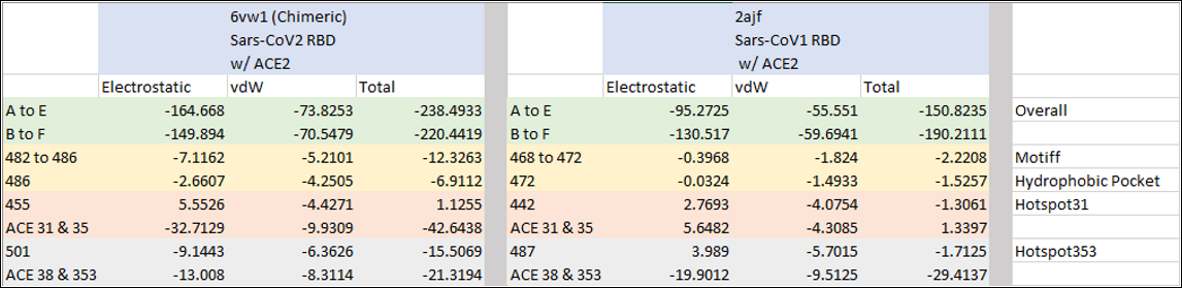 6vw1 (Chimeric) 2ajf
Sars-CoV2 RBD Sars-CoV1 RBD
w/ ACE2 w/ ACE2
Electrostatic vdW Total Electrostatic vdW Total
A to E -164.668 -73.8253 -238.4933 A to E -95.2725 -55.551 -150.8235 Overall
B to F -149.894 -70.5479 -220.4419 B to F -130.517 -59.6941 -190.2111
482 to 486 -7.1162 -5.2101 -12.3263 468 to 472 -0.3968 -1.824 -2.2208 Motiff
486 -2.6607 -4.2505 -6.9112 472 -0.0324 -1.4933 -1.5257 Hydrophobic Pocket
455 5.5526 -4.4271 1.1255 442 2.7693 -4.0754 -1.3061 Hotspot31
ACE 31 & 35 -32.7129 -9.9309 -42.6438 ACE 31 & 35 5.6482 -4.3085 1.3397
501 -9.1443 -6.3626 -15.5069 487 3.989 -5.7015 -1.7125 Hotspot353
ACE 38 & 353 -13.008 -8.3114 -21.3194 ACE 38 & 353 -19.9012 -9.5125 -29.4137